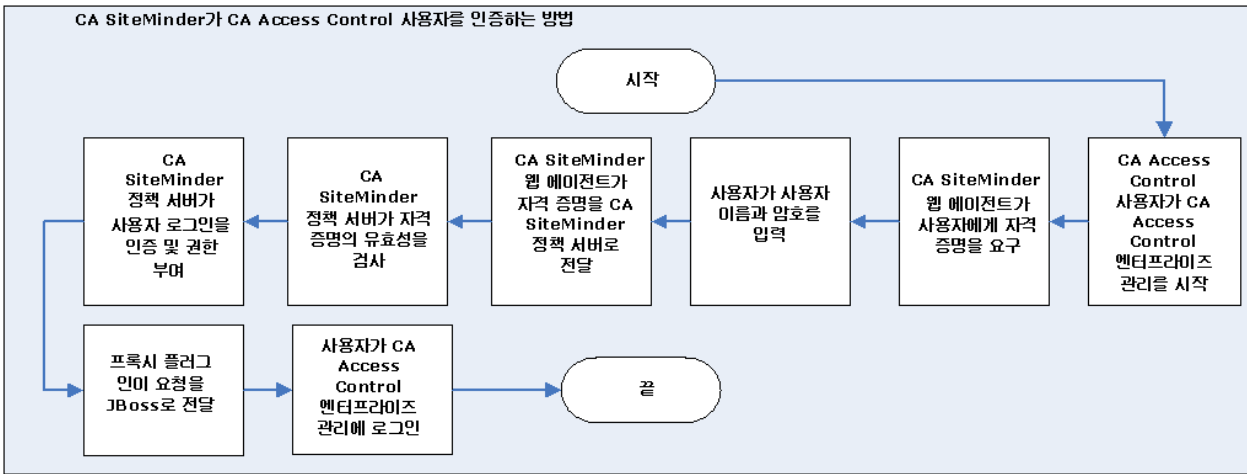 CA SiteMinder가 CA Access Control 사용자를 인증하는 방법
시작
CA Access
Control
사용자가 CA
Access
Control
엔터프라이즈
관리를 시작
CA SiteMinder
웹 에이전트가
사용자에게 자격
증명을 요구
사용자가 사용자
이름과 암호를
입력
CA SiteMinder
웹 에이전트가
자격 증명을 CA
SiteMinder
정책 서버로
전달
CA
SiteMinder
정책 서버가 자격
증명의 유효성을
검사
CA
SiteMinder
정책 서버가
사용자 로그인을
인증 및 권한
부여
프록시 플러그
인이 요청을
JBoss로 전달
사용자가 CA
Access
Control
엔터프라이즈
관리에 로그인
끝